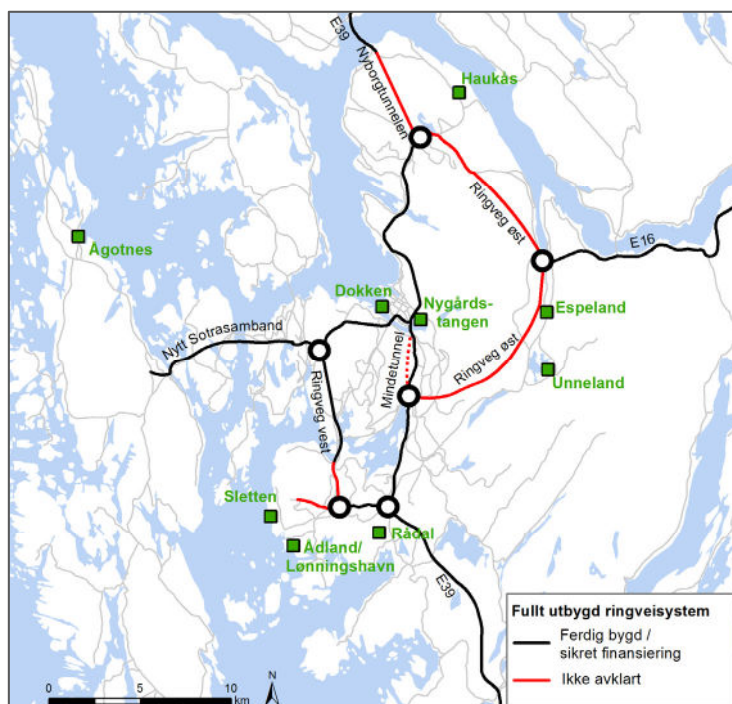 E39
Nyborgtunnelen
Haukås
Ringveg øst
Ågotnes
E16
Dokken
Nygårds-
tangen
Espeland
Nytt Sotrasamband
Mindetunnel
Ringveg øst
Unneland
Ringveg vest
Sletten
Rådal
Ådland/
Lønningshavn
E39
Fullt utbygd ringveisystem
Ferdig bygd /
sikret finansiering
Ikke avklart
0 5 10
km
N